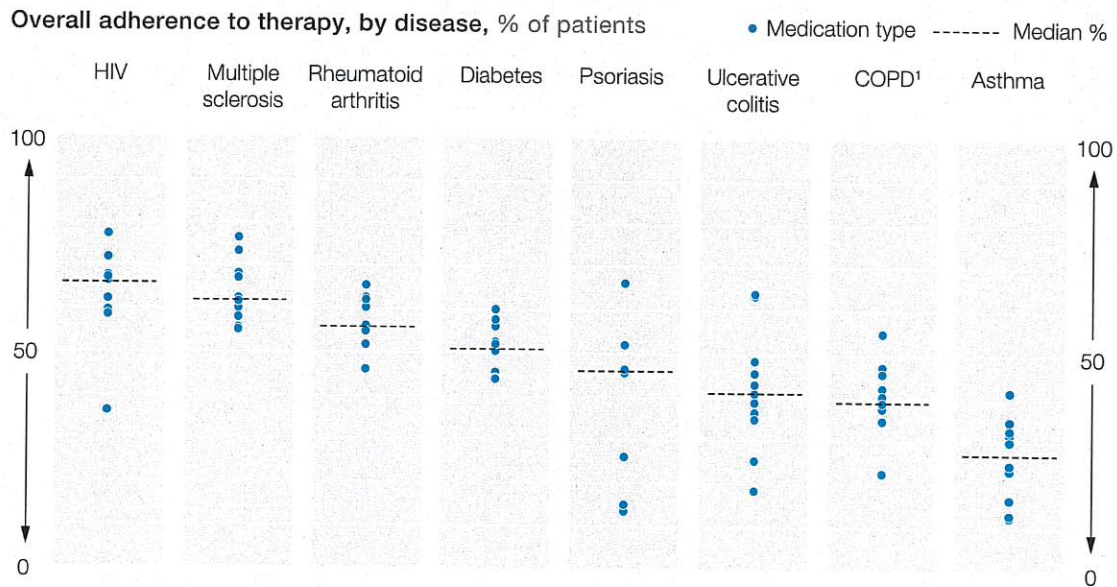 Overall adherence to therapy, by disease, % of patients
Medication type
Median %
HIV
Multiple
sclerosis
Rheumatoid
arthritis
Diabetes
Psoriasis
Ulcerative
colitis
COPD¹
Asthma
100
50
0
100
50
0